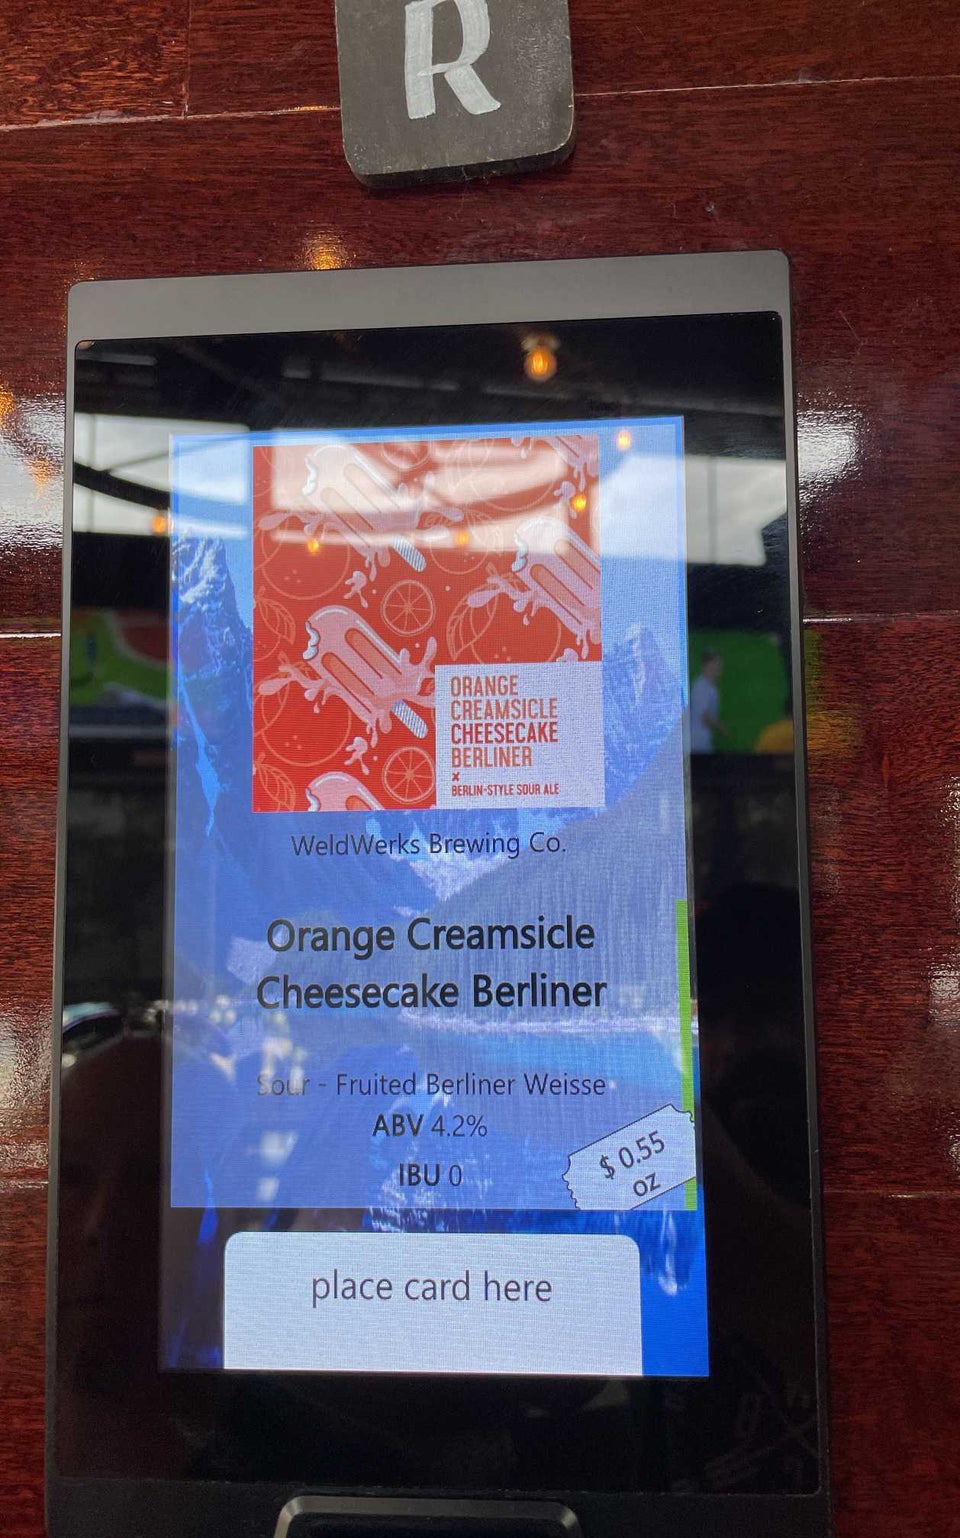 R
ORANGE
CREAMSICLE
CHEESECAKE
BERLINER
x
BERLIN-STYLE SOUR ALE
WeldWerks Brewing Co.
Orange Creamsicle
Cheesecake Berliner
Sour - Fruited Berliner Weisse
ABV 4.2%
IBU 0
$ 0.55
oz
place card here